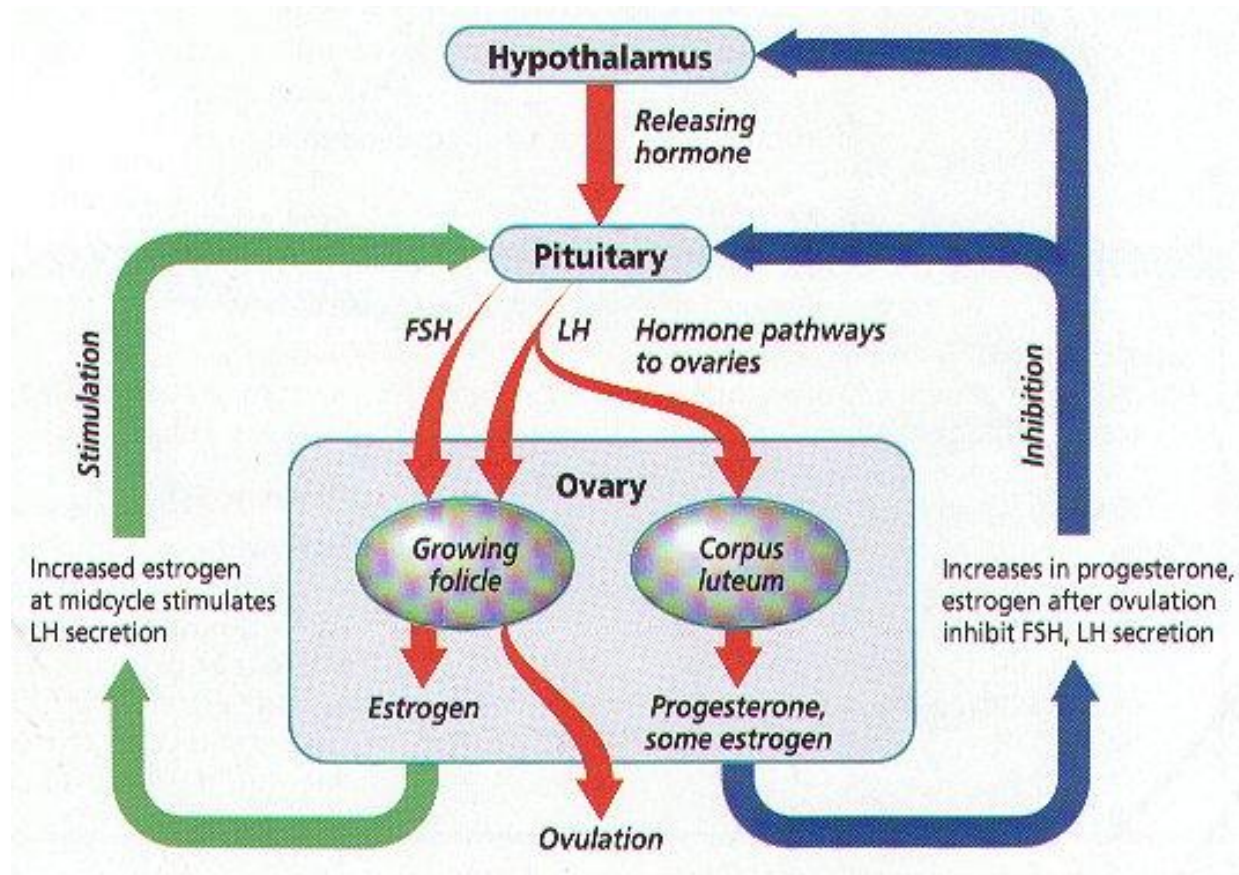 Hypothalamus
Releasing
hormone
Pituitary
FSH
LH
Hormone pathways
to ovaries
Stimulation
Inhibition
Ovary
Growing
folicle
Corpus
luteum
Increased estrogen
at midcycle stimulates
LH secretion
Increases in progesterone,
estrogen after ovulation
inhibit FSH, LH secretion
Estrogen
Progesterone,
some estrogen
Ovulation